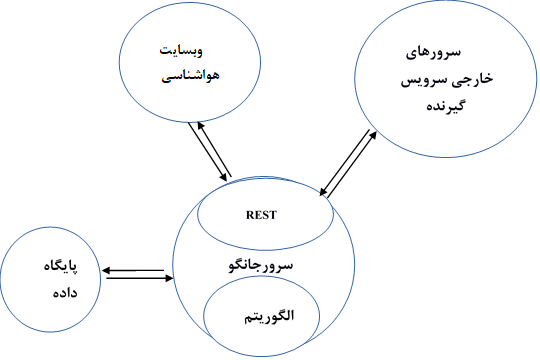 وبسایت
هواشناسی
سرورهای
خارجی سرویس
گیرنده
REST
سرورجانگو
الگوریتم
پایگاه
داده